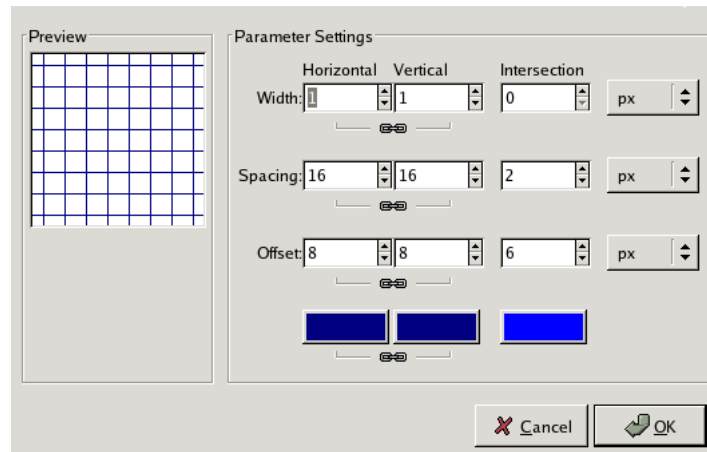 Preview
Parameter Settings
Horizontal Vertical Intersection
Width: 1 1 0 px
Spacing: 16 16 2 px
Offset: 8 8 6 px
Cancel OK